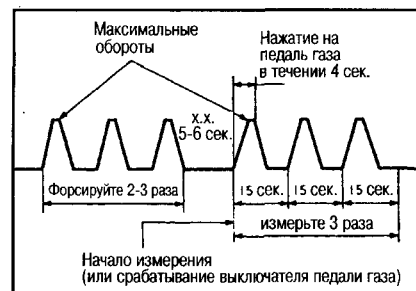 Максимальные
обороты
Нажатие на
педаль газа
в течении 4 сек.
х.х.
5-6 сек.
Форсируйте 2-3 раза
15 сек. 15 сек. 15 сек.
измерьте 3 раза
Начало измерения
(или срабатывание выключателя педали газа)